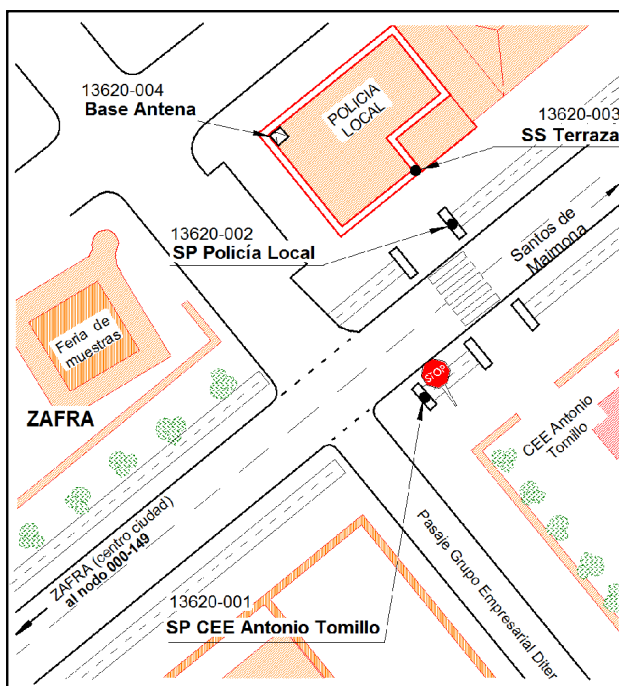 13620-004
Base Antena
POLICIA
LOCAL
13620-003
SS Terraza
13620-002
SP Policía Local
Santos de
Maimona
Feria de
muestras
ZAFRA
STOP
CEE Antonio
Tomillo
ZAFRA (centro ciudad)
al nodo 000-149
13620-001
SP CEE Antonio Tomillo
Pasaje Grupo Empresarial Diter